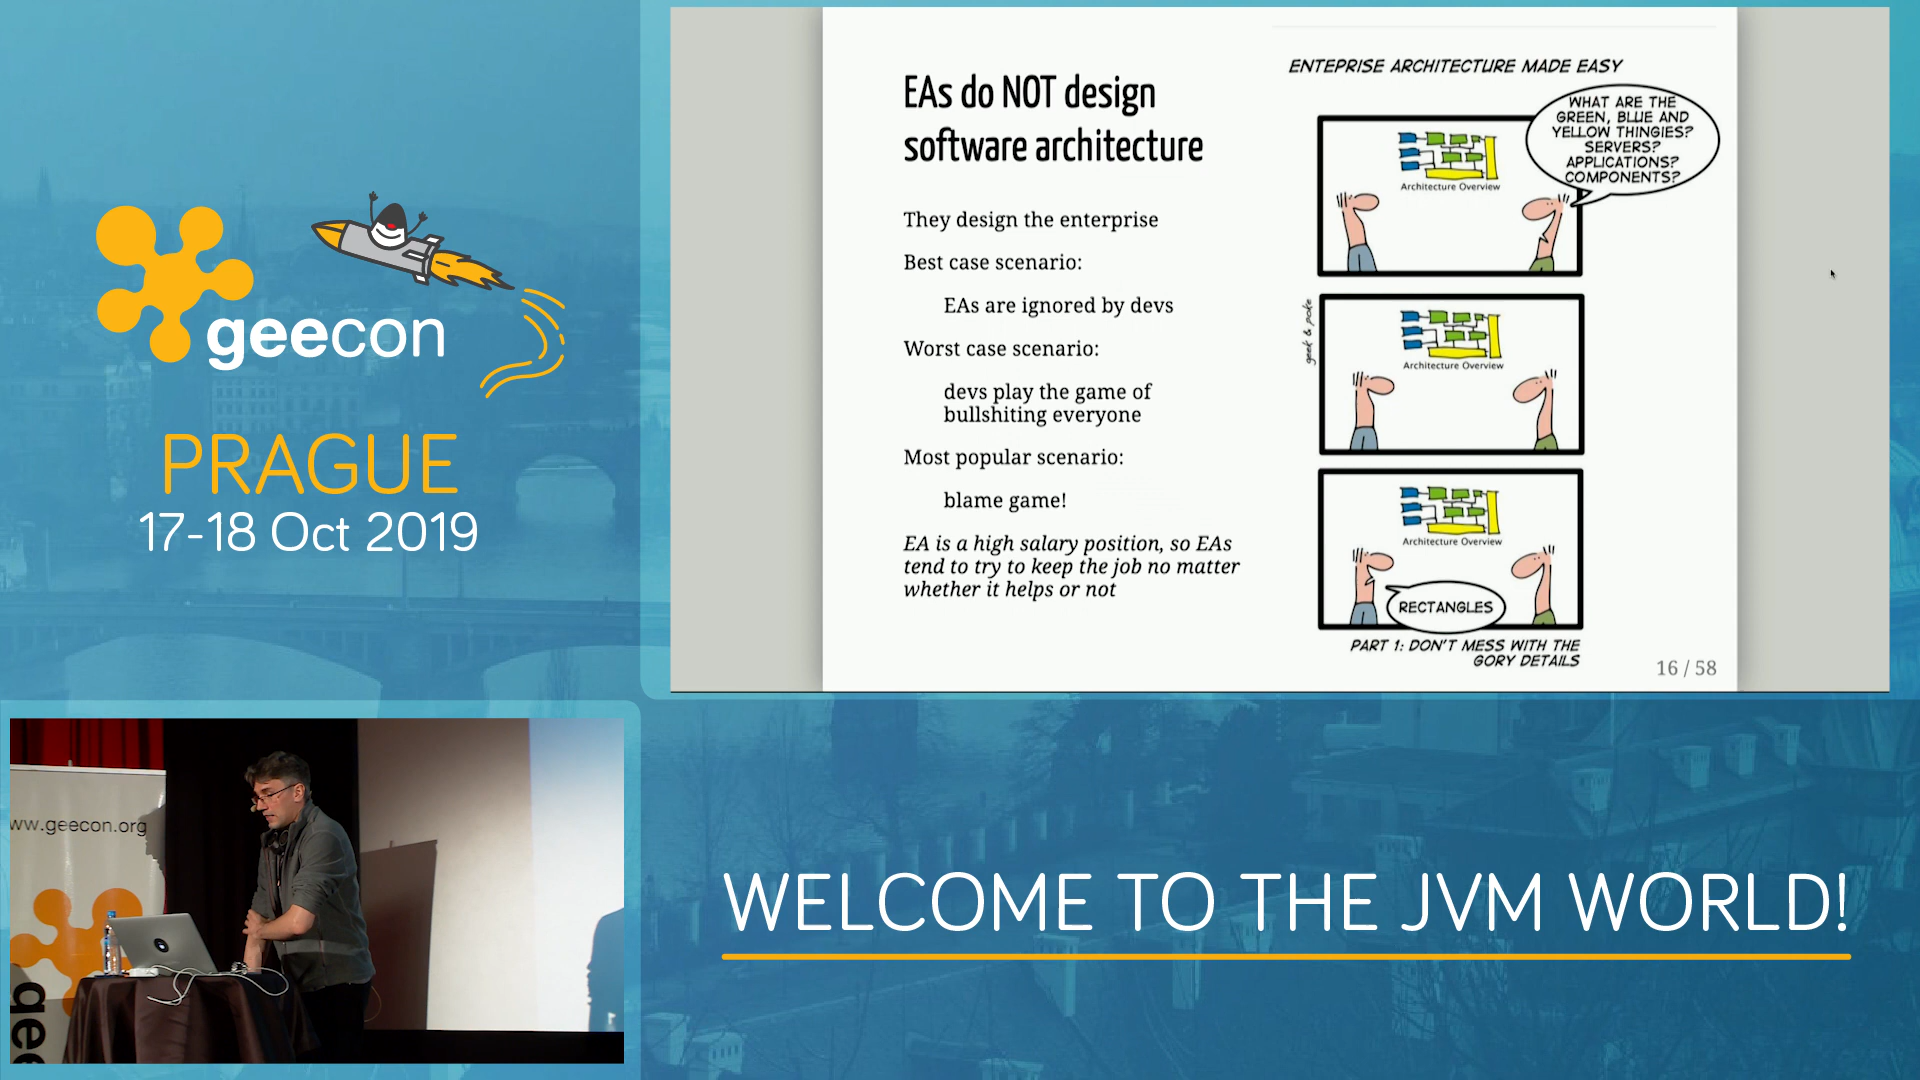 geecon
PRAGUE
17-18 Oct 2019
EAs do NOT design
software architecture
They design the enterprise
Best case scenario:
EAs are ignored by devs
Worst case scenario:
devs play the game of
bullshiting everyone
Most popular scenario:
blame game!
EA is a high salary position, so EAs
tend to try to keep the job no matter
whether it helps or not
ENTEPRISE ARCHITECTURE MADE EASY
WHAT ARE THE
GREEN, BLUE AND
YELLOW THINGIES?
SERVERS?
APPLICATIONS?
COMPONENTS?
Architecture Overview
geek & poke
Architecture Overview
Architecture Overview
RECTANGLES
PART 1: DON'T MESS WITH THE
GORY DETAILS
16 / 58
ww.geecon.org
gee
WELCOME TO THE JVM WORLD!